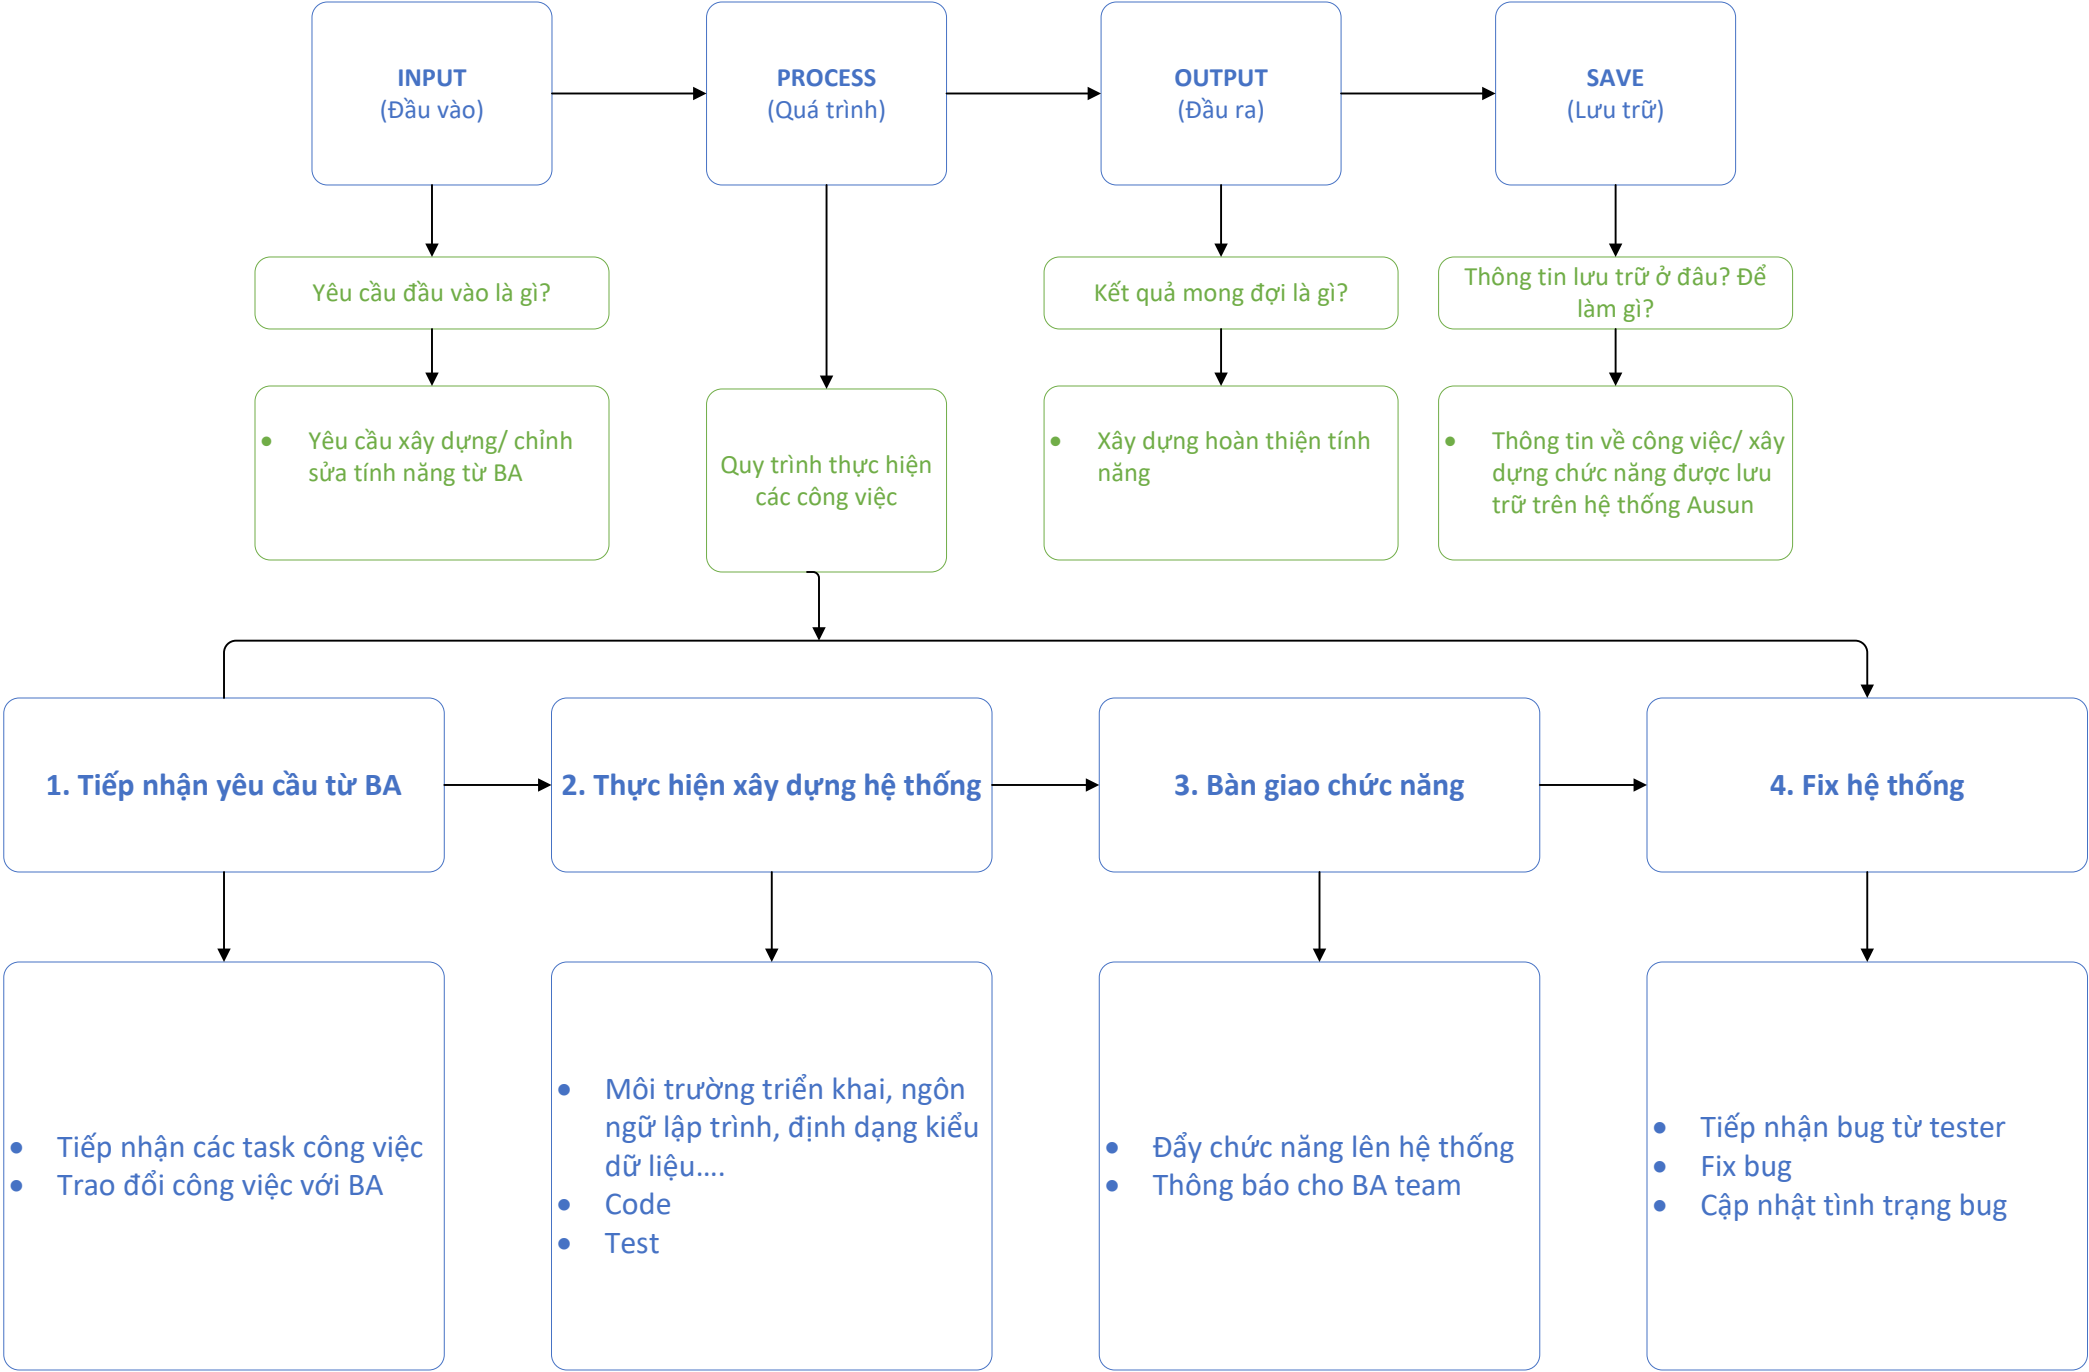 INPUT
(Đầu vào)
PROCESS
(Quá trình)
OUTPUT
(Đầu ra)
SAVE
(Lưu trữ)
Yêu cầu đầu vào là gì?
Kết quả mong đợi là gì?
Thông tin lưu trữ ở đâu? Để
làm gì?
• Yêu cầu xây dựng/ chỉnh
sửa tính năng từ BA
Quy trình thực hiện
các công việc
• Xây dựng hoàn thiện tính
năng
• Thông tin về công việc/ xây
dựng chức năng được lưu
trữ trên hệ thống Ausun
1. Tiếp nhận yêu cầu từ BA
2. Thực hiện xây dựng hệ thống
3. Bàn giao chức năng
4. Fix hệ thống
• Tiếp nhận các task công việc
• Trao đổi công việc với BA
• Môi trường triển khai, ngôn
ngữ lập trình, định dạng kiểu
dữ liệu....
• Code
• Test
• Đẩy chức năng lên hệ thống
• Thông báo cho BA team
• Tiếp nhận bug từ tester
• Fix bug
• Cập nhật tình trạng bug